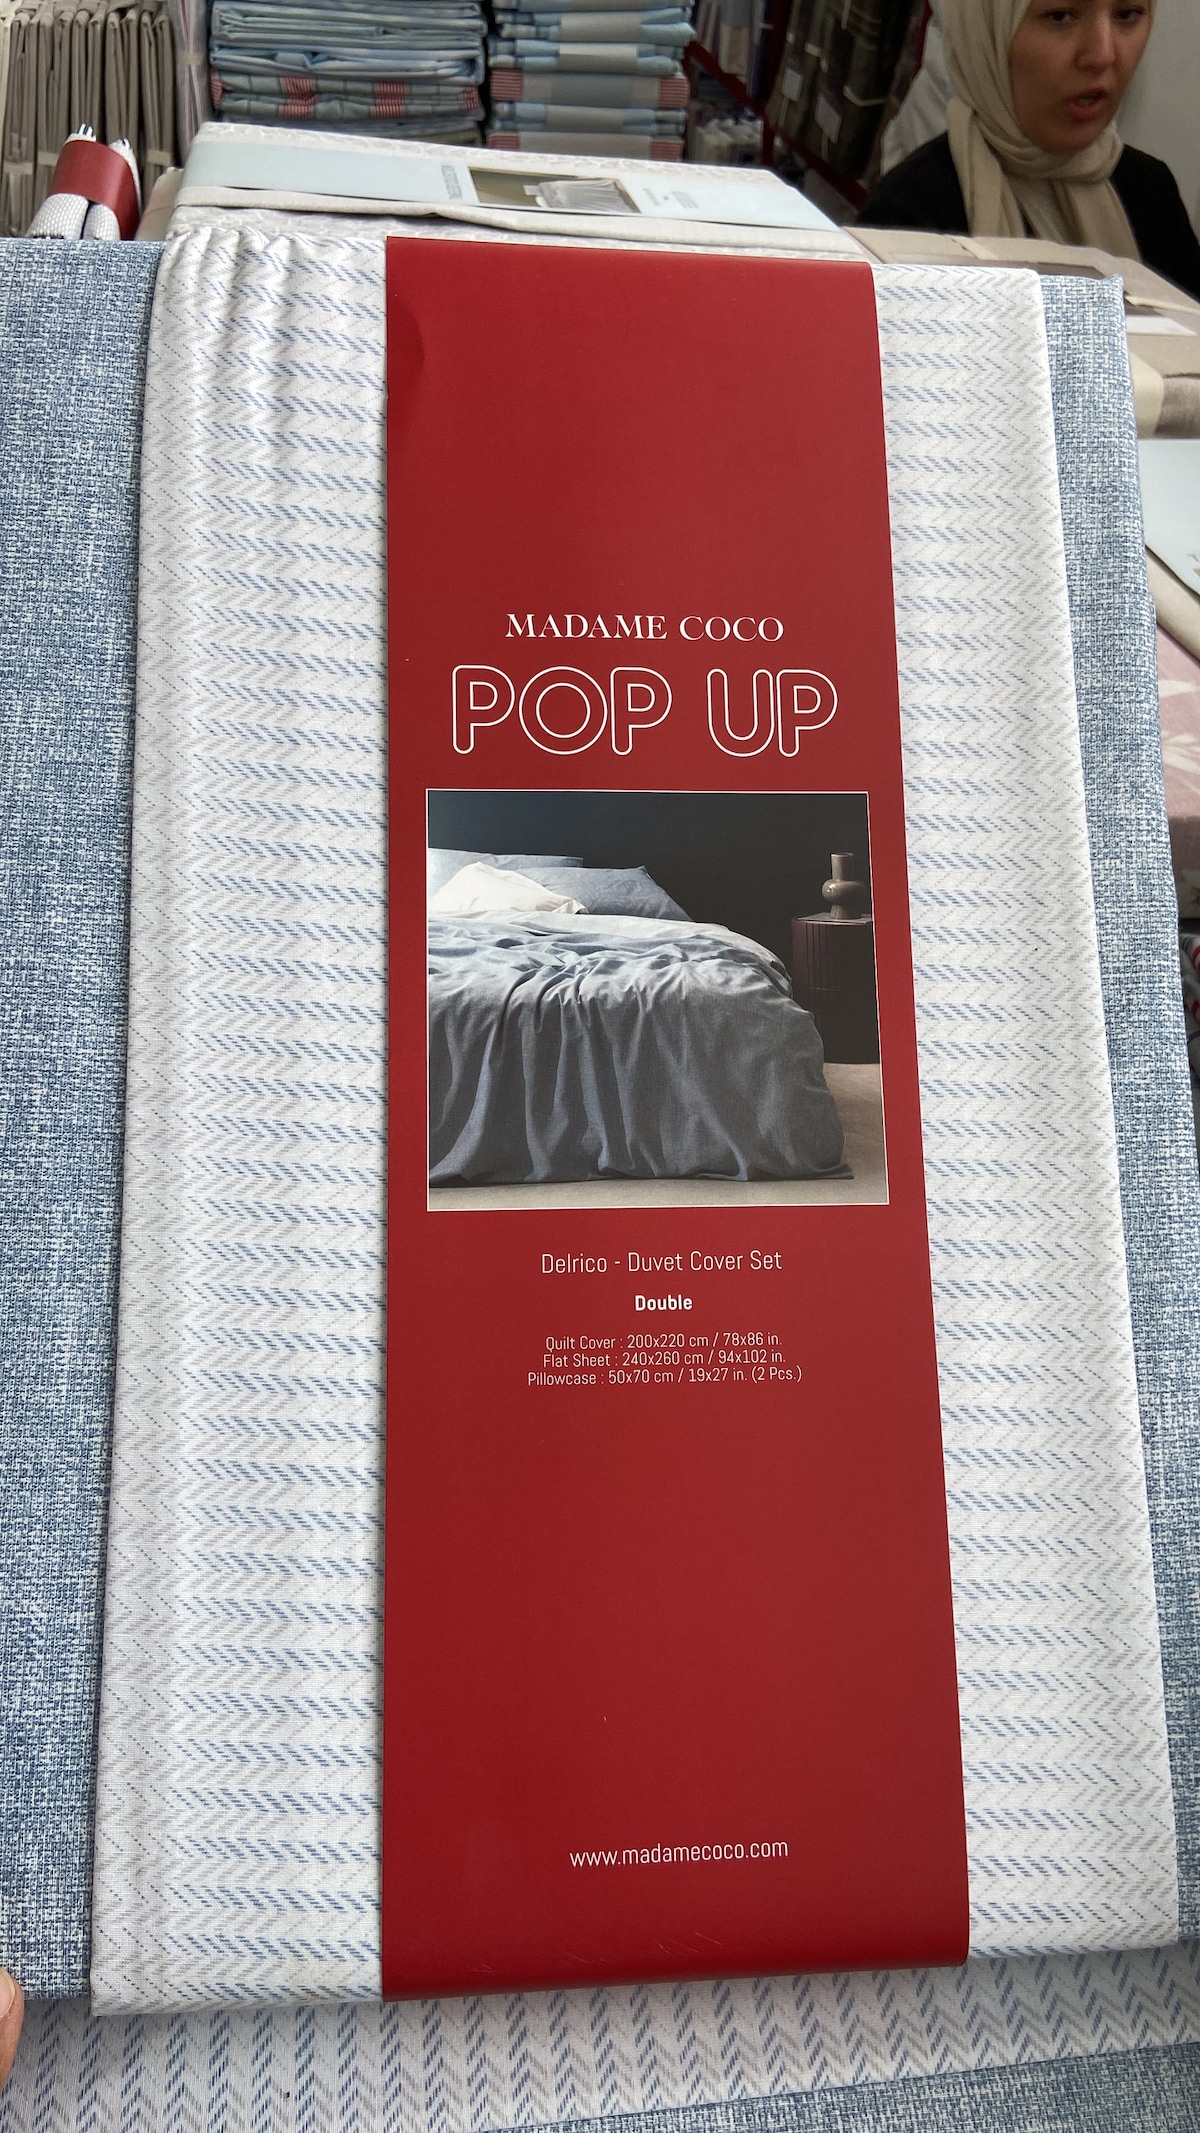 MADAME COCO
POP UP
Delrico - Duvet Cover Set
Double
Quilt Cover : 200x220 cm / 78x86 in.
Flat Sheet : 240x260 cm / 94x102 in.
Pillowcase : 50x70 cm / 19x27 in. (2 Pcs.)
www.madamecoco.com